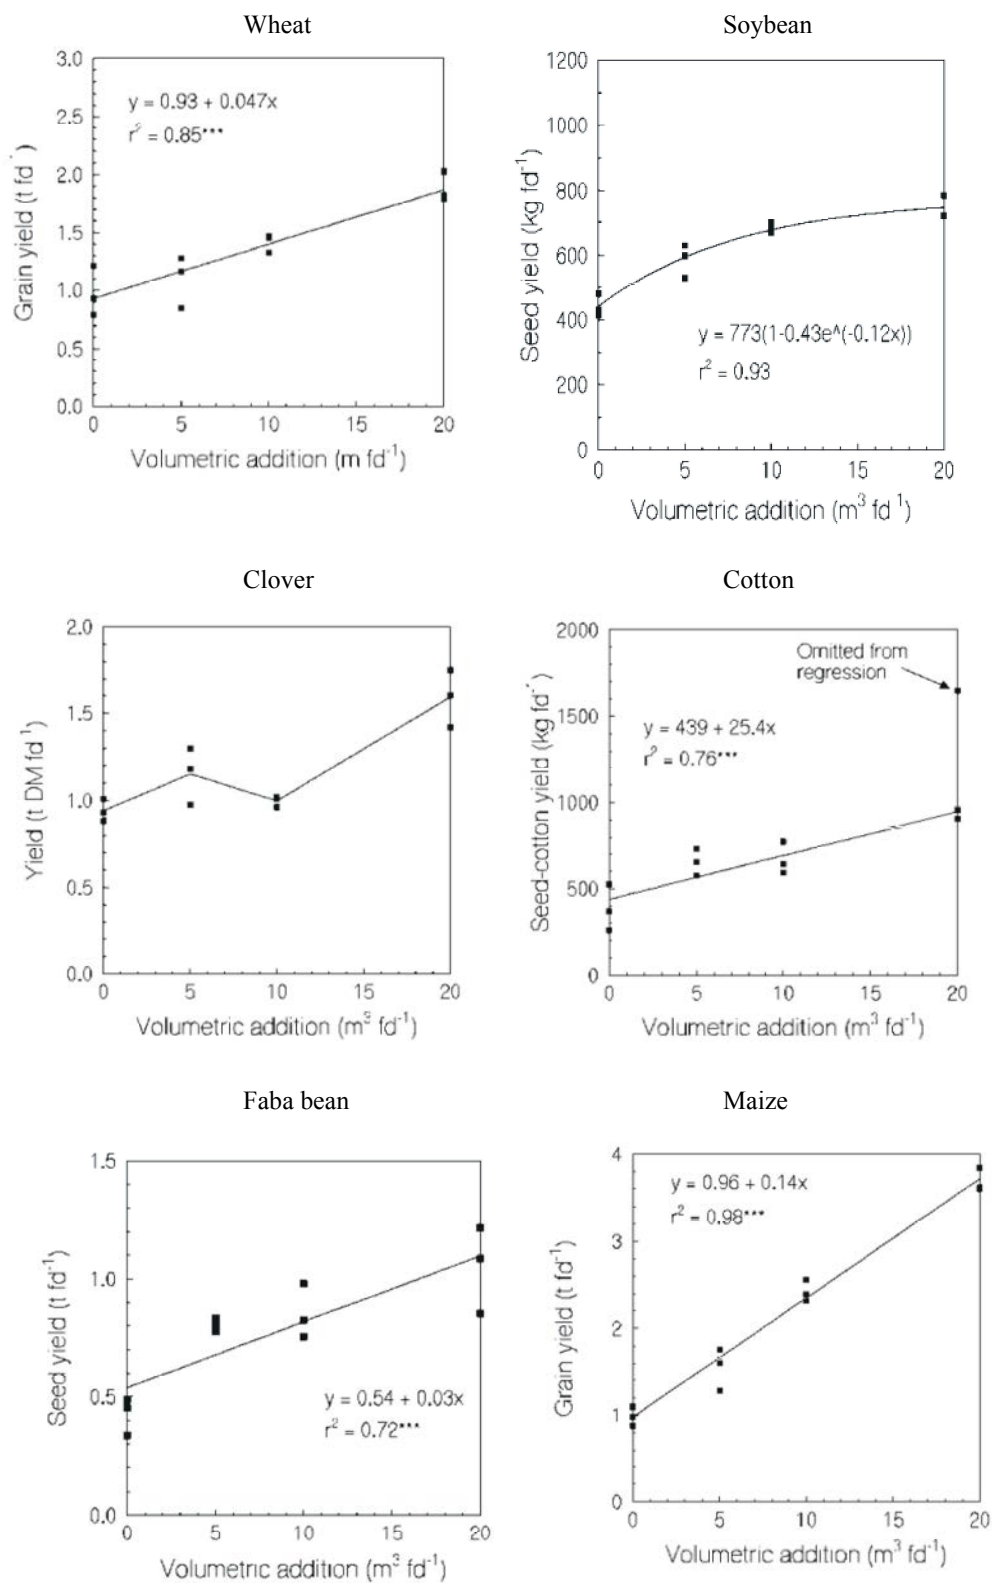 Wheat
3.0
2.5
2.0
1.5
1.0
0.5
0.0
Grain yield (t fd-)
y = 0.93 + 0.047x
r² = 0.85***
0 5 10 15 20
Volumetric addition (m fd⁻¹)
Soybean
1200
1000
800
600
400
200
0
Seed yield (kg fd⁻¹)
y = 773(1-0.43e^(-0.12x))
r² = 0.93
0 5 10 15 20
Volumetric addition (m³ fd ¹)
Clover
2.0
1.5
1.0
0.5
0.0
Yield (t DM fd⁻¹)
0 5 10 15 20
Volumetric addition (m³ fd⁻¹)
Cotton
2000
1500
1000
500
0
Seed-cotton yield (kg fd-)
Omitted from
regression
y = 439 + 25.4x
r² = 0.76***
0 5 10 15 20
Volumetric addition (m³ fd⁻¹)
Faba bean
1.5
1.0
0.5
0.0
Seed yield (t fd⁻¹)
y = 0.54 + 0.03x
r² = 0.72***
0 5 10 15 20
Volumetric addition (m³ fd⁻¹)
Maize
4
3
2
1
0
Grain yield (t fd⁻¹)
y = 0.96 + 0.14x
r² = 0.98***
0 5 10 15 20
Volumetric addition (m³ fd⁻¹)